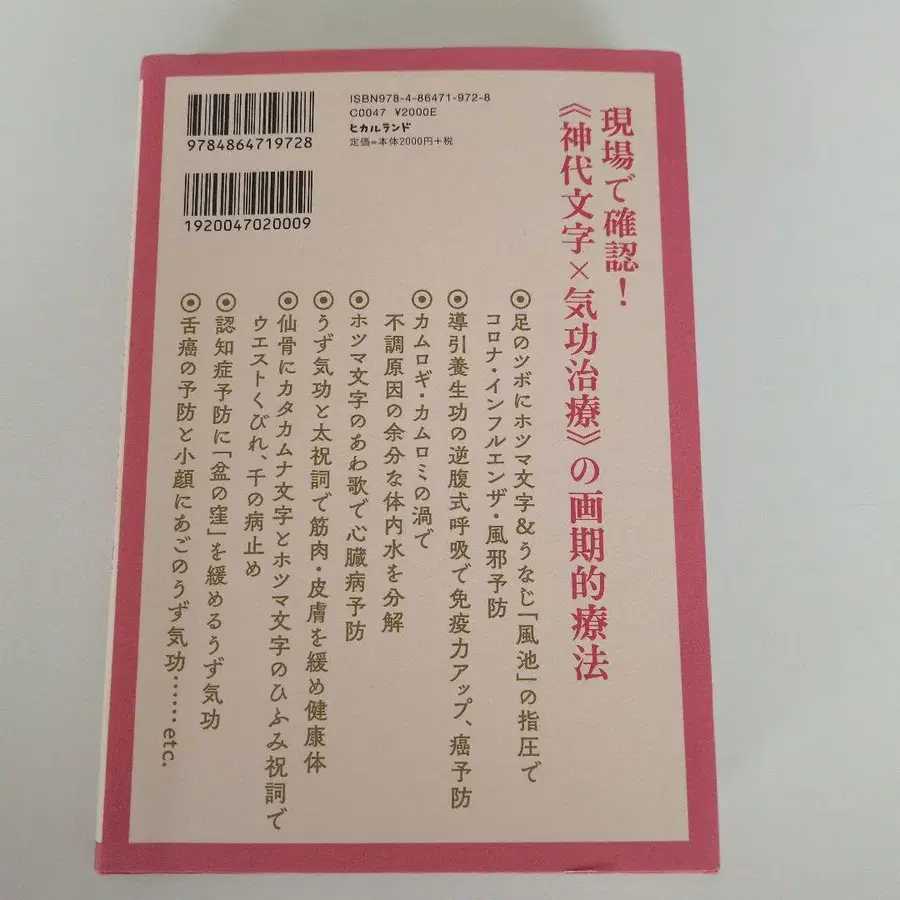 ISBN978-4-86471-972-8
C0047 ¥2000E
ヒカルランド
定価=本体2000円+税
9784864719728
1920047020009
現場で確認!
《神代文字×気功治療》の画期的療法
◉足のツボにホツマ文字&うなじ「風池」の指圧で
コロナ・インフルエンザ・風邪予防
◉導引養生功の逆腹式呼吸で免疫力アップ、癌予防
◉カムロギ・カムロミの渦で
不調原因の余分な体内水を分解
◉ホツマ文字のあわ歌で心臓病予防
◉うず気功と太祝詞で筋肉・皮膚を緩め健康体
◉仙骨にカタカムナ文字とホツマ文字のひふみ祝詞で
ウエストくびれ、千の病止め
◉認知症予防に「盆の窪」を緩めるうず気功
◉舌癌の予防と小顔にあごのうず気功……etc.